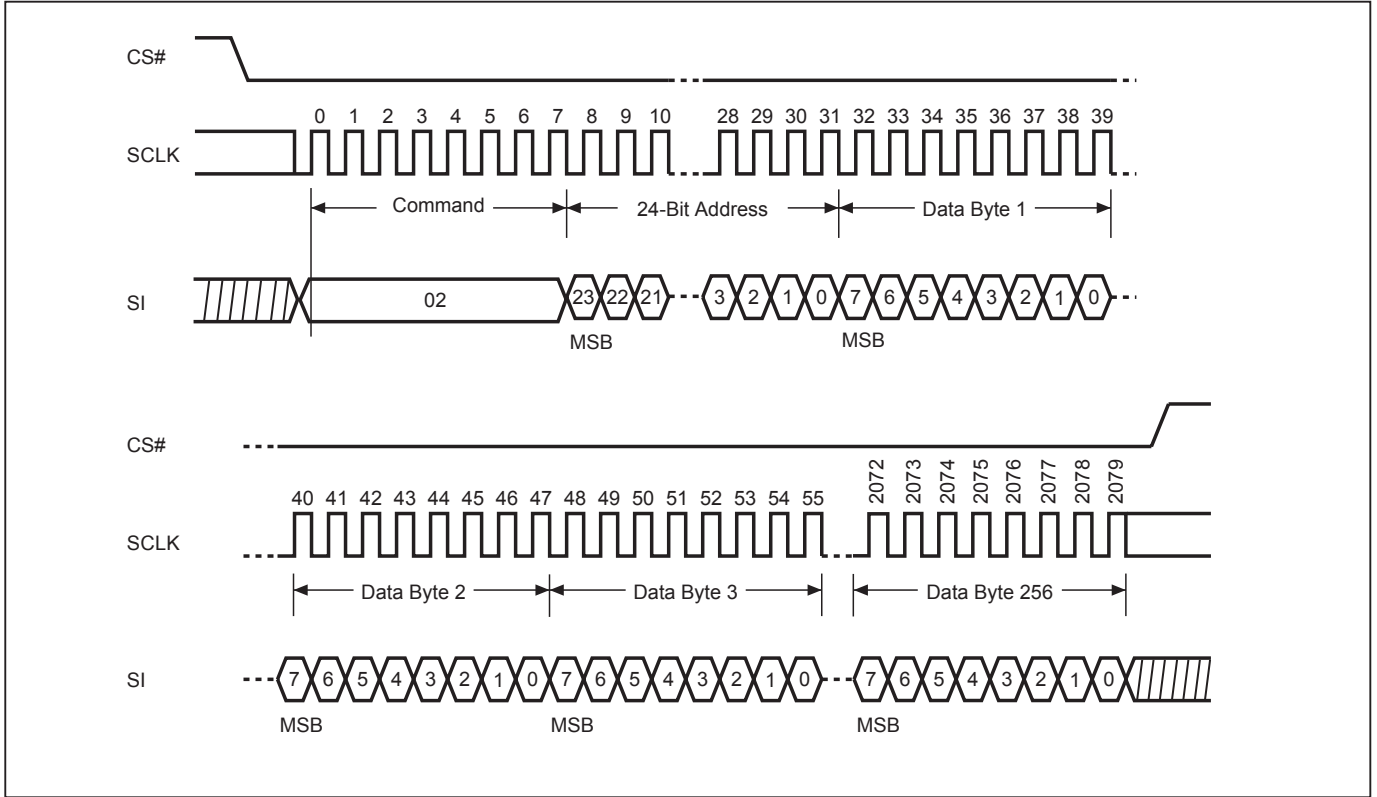 CS#
0 1 2 3 4 5 6 7 8 9 10 28 29 30 31 32 33 34 35 36 37 38 39
SCLK
Command 24-Bit Address Data Byte 1
SI 02 23 22 21 3 2 1 0 7 6 5 4 3 2 1 0
MSB MSB
CS#
2072 2073 2074 2075 2076 2077 2078 2079
40 41 42 43 44 45 46 47 48 49 50 51 52 53 54 55
SCLK
Data Byte 2 Data Byte 3 Data Byte 256
SI 7 6 5 4 3 2 1 0 7 6 5 4 3 2 1 0 7 6 5 4 3 2 1 0
MSB MSB MSB